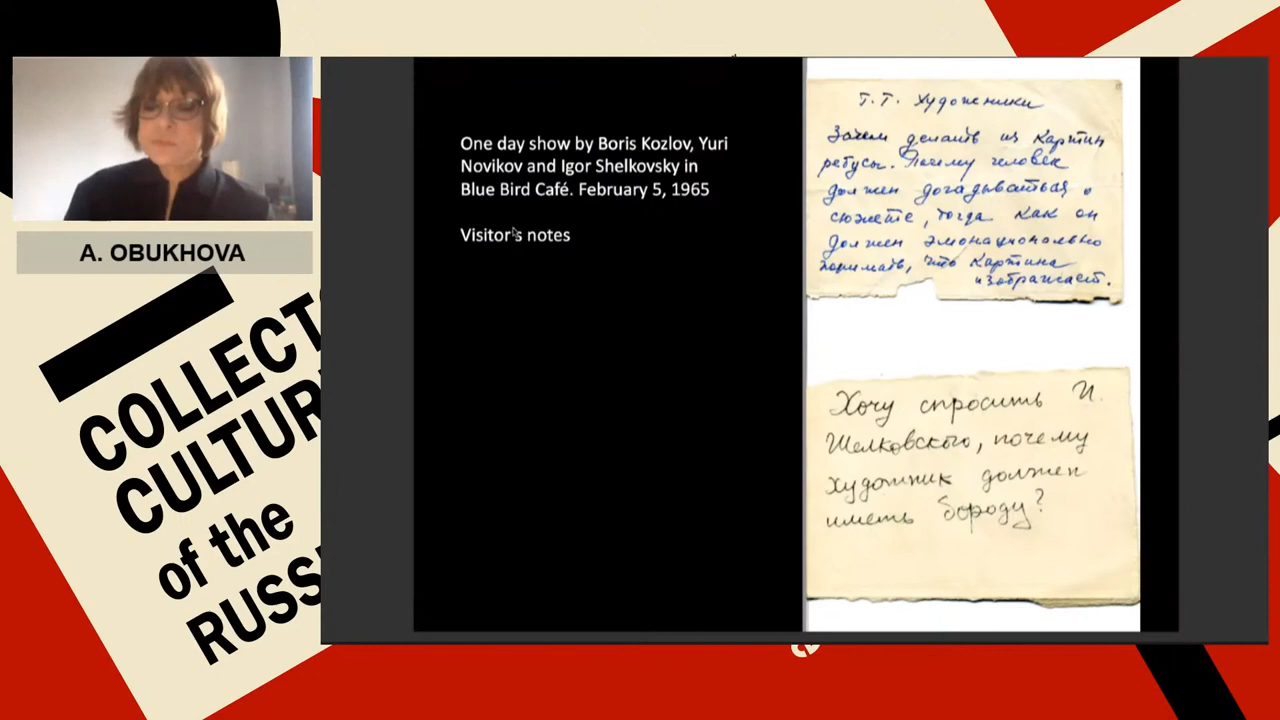 A. OBUKHOVA
COLLECT
CULTUR
of the
RUSS
One day show by Boris Kozlov, Yuri
Novikov and Igor Shelkovsky in
Blue Bird Café. February 5, 1965
Visitor's notes
Т.Т. Художники
Зачем делать из картин
ребусы. Почему человек
должен догадываться о
сюжете, тогда как он
должен эмонационально
понимать, что картина
изображает.
Хочу спросить И.
Шелковского, почему
художник должен
иметь бороду?